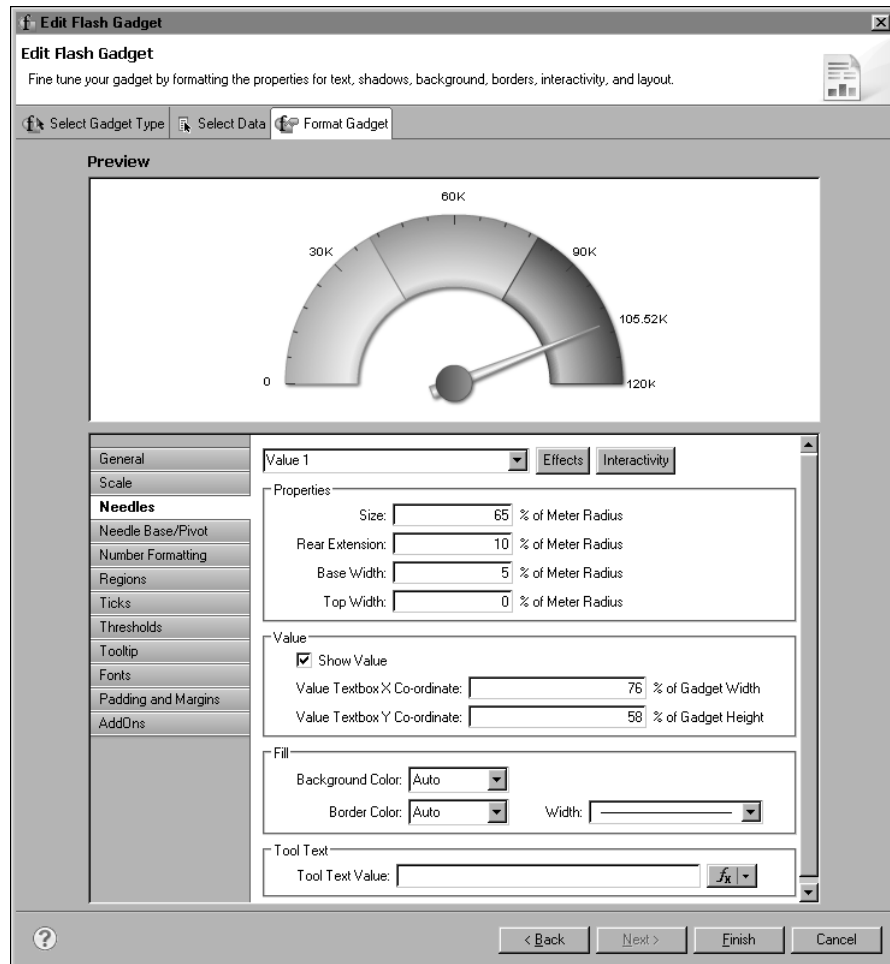 Edit Flash Gadget
Edit Flash Gadget
Fine tune your gadget by formatting the properties for text, shadows, background, borders, interactivity, and layout.
Select Gadget Type Select Data Format Gadget
Preview
60K
30K 90K
105.52K
0 120K
General
Scale
Needles
Needle Base/Pivot
Number Formatting
Regions
Ticks
Thresholds
Tooltip
Fonts
Padding and Margins
AddOns
Value 1 Effects Interactivity
Properties
Size: 65 % of Meter Radius
Rear Extension: 10 % of Meter Radius
Base Width: 5 % of Meter Radius
Top Width: 0 % of Meter Radius
Value
Show Value
Value Textbox X Co-ordinate: 76 % of Gadget Width
Value Textbox Y Co-ordinate: 58 % of Gadget Height
Fill
Background Color: Auto
Border Color: Auto Width:
Tool Text
Tool Text Value: fx
? < Back Next > Finish Cancel